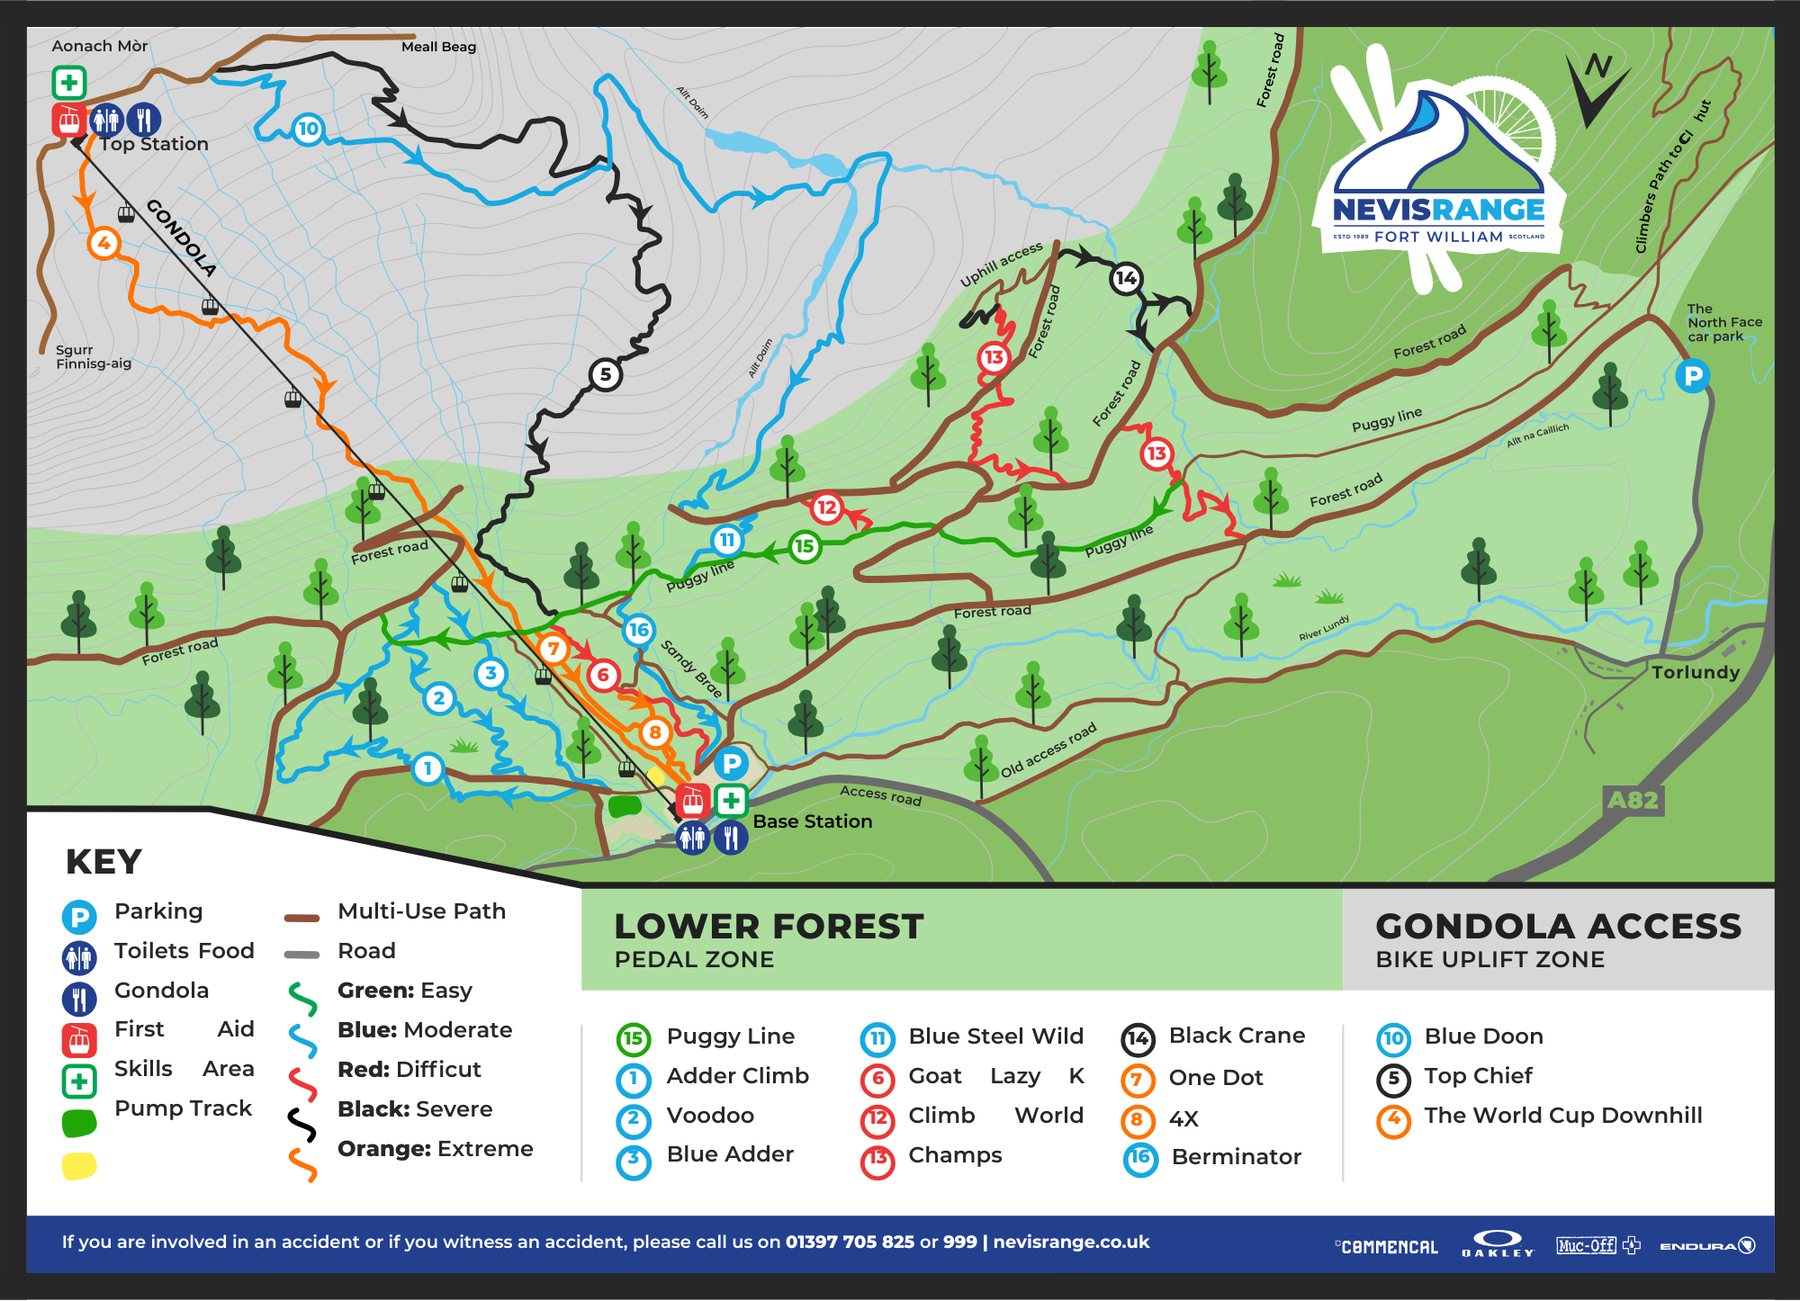 Aonach Mòr
Meall Beag
Top Station
GONDOLA
10
4
5
Sgurr
Finnisg-aig
Allt Daim
Allt Daim
Uphill access
Forest road
Forest road
Forest road
14
13
13
N
NEVISRANGE
ESTD 1989 FORT WILLIAM SCOTLAND
Climbers Path to CI hut
The
North Face
car park
P
Forest road
Puggy line
Allt na Caillich
Forest road
12
11
15
Puggy line
Puggy line
Forest road
Forest road
Forest road
16
7
6
3
2
8
1
Sandy Brae
River Lundy
Torlundy
Old access road
Access road
P
Base Station
A82
KEY
P Parking
Toilets Food
Gondola
First Aid
Skills Area
Pump Track
Multi-Use Path
Road
Green: Easy
Blue: Moderate
Red: Difficut
Black: Severe
Orange: Extreme
LOWER FOREST
PEDAL ZONE
15 Puggy Line
1 Adder Climb
2 Voodoo
3 Blue Adder
11 Blue Steel Wild
6 Goat Lazy K
12 Climb World
13 Champs
14 Black Crane
7 One Dot
8 4X
16 Berminator
GONDOLA ACCESS
BIKE UPLIFT ZONE
10 Blue Doon
5 Top Chief
4 The World Cup Downhill
If you are involved in an accident or if you witness an accident, please call us on 01397 705 825 or 999 | nevisrange.co.uk
COMMENCAL
OAKLEY
Muc-Off
ENDURA